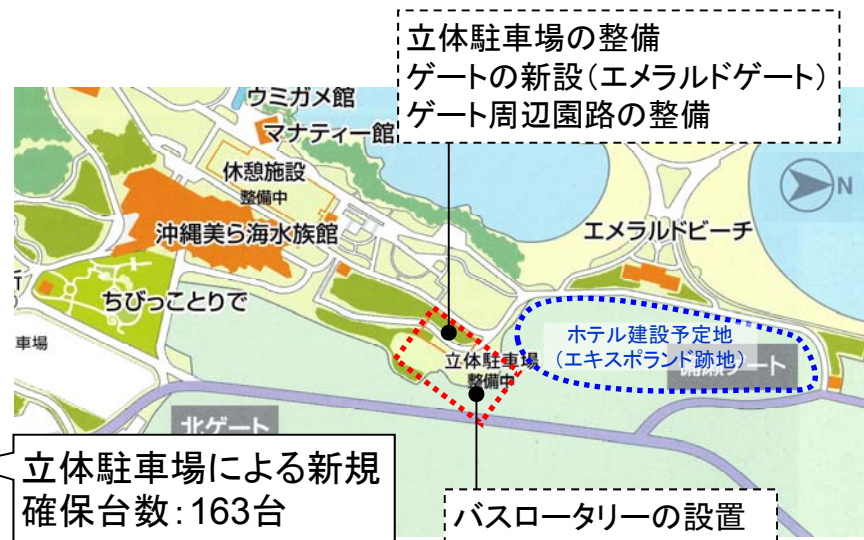 立体駐車場の整備
ゲートの新設(エメラルドゲート)
ゲート周辺園路の整備
ウミガメ館
マナティー館
休憩施設
整備中
N
沖縄美ら海水族館
エメラルドビーチ
ちびっことりで
車場
ホテル建設予定地
(エキスポランド跡地)
立体駐車場
整備中
ゲート
北ゲート
立体駐車場による新規
確保台数:163台
バスロータリーの設置